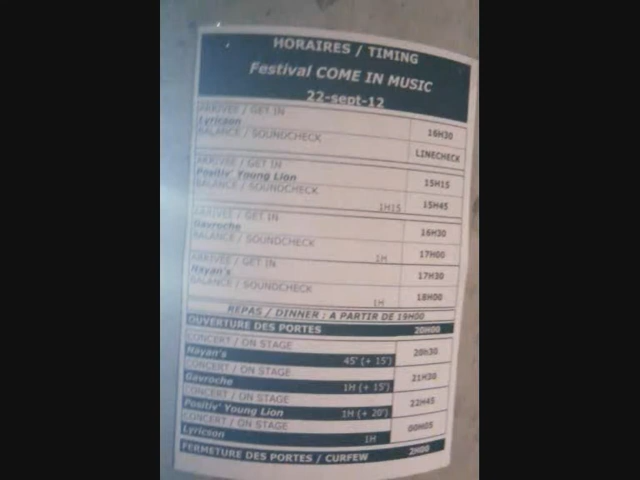 HORAIRES / TIMING
Festival COME IN MUSIC
22-sept-12
ARRIVEE / GET IN 16H30
Lyricson
BALANCE / SOUNDCHECK LINECHECK
ARRIVEE / GET IN 15H15
Positiv' Young Lion
BALANCE / SOUNDCHECK 1H15 15H45
ARRIVEE / GET IN 16H30
Gavroche
BALANCE / SOUNDCHECK 1H 17H00
ARRIVEE / GET IN 17H30
Nayan's
BALANCE / SOUNDCHECK 1H 18H00
REPAS / DINNER : A PARTIR DE 19H00
OUVERTURE DES PORTES 20H00
CONCERT / ON STAGE 20h30
Nayan's 45' (+ 15')
CONCERT / ON STAGE 21H30
Gavroche 1H (+ 15')
CONCERT / ON STAGE 22H45
Positiv' Young Lion 1H (+ 20')
CONCERT / ON STAGE 00H05
Lyricson 1H
FERMETURE DES PORTES / CURFEW 2H00